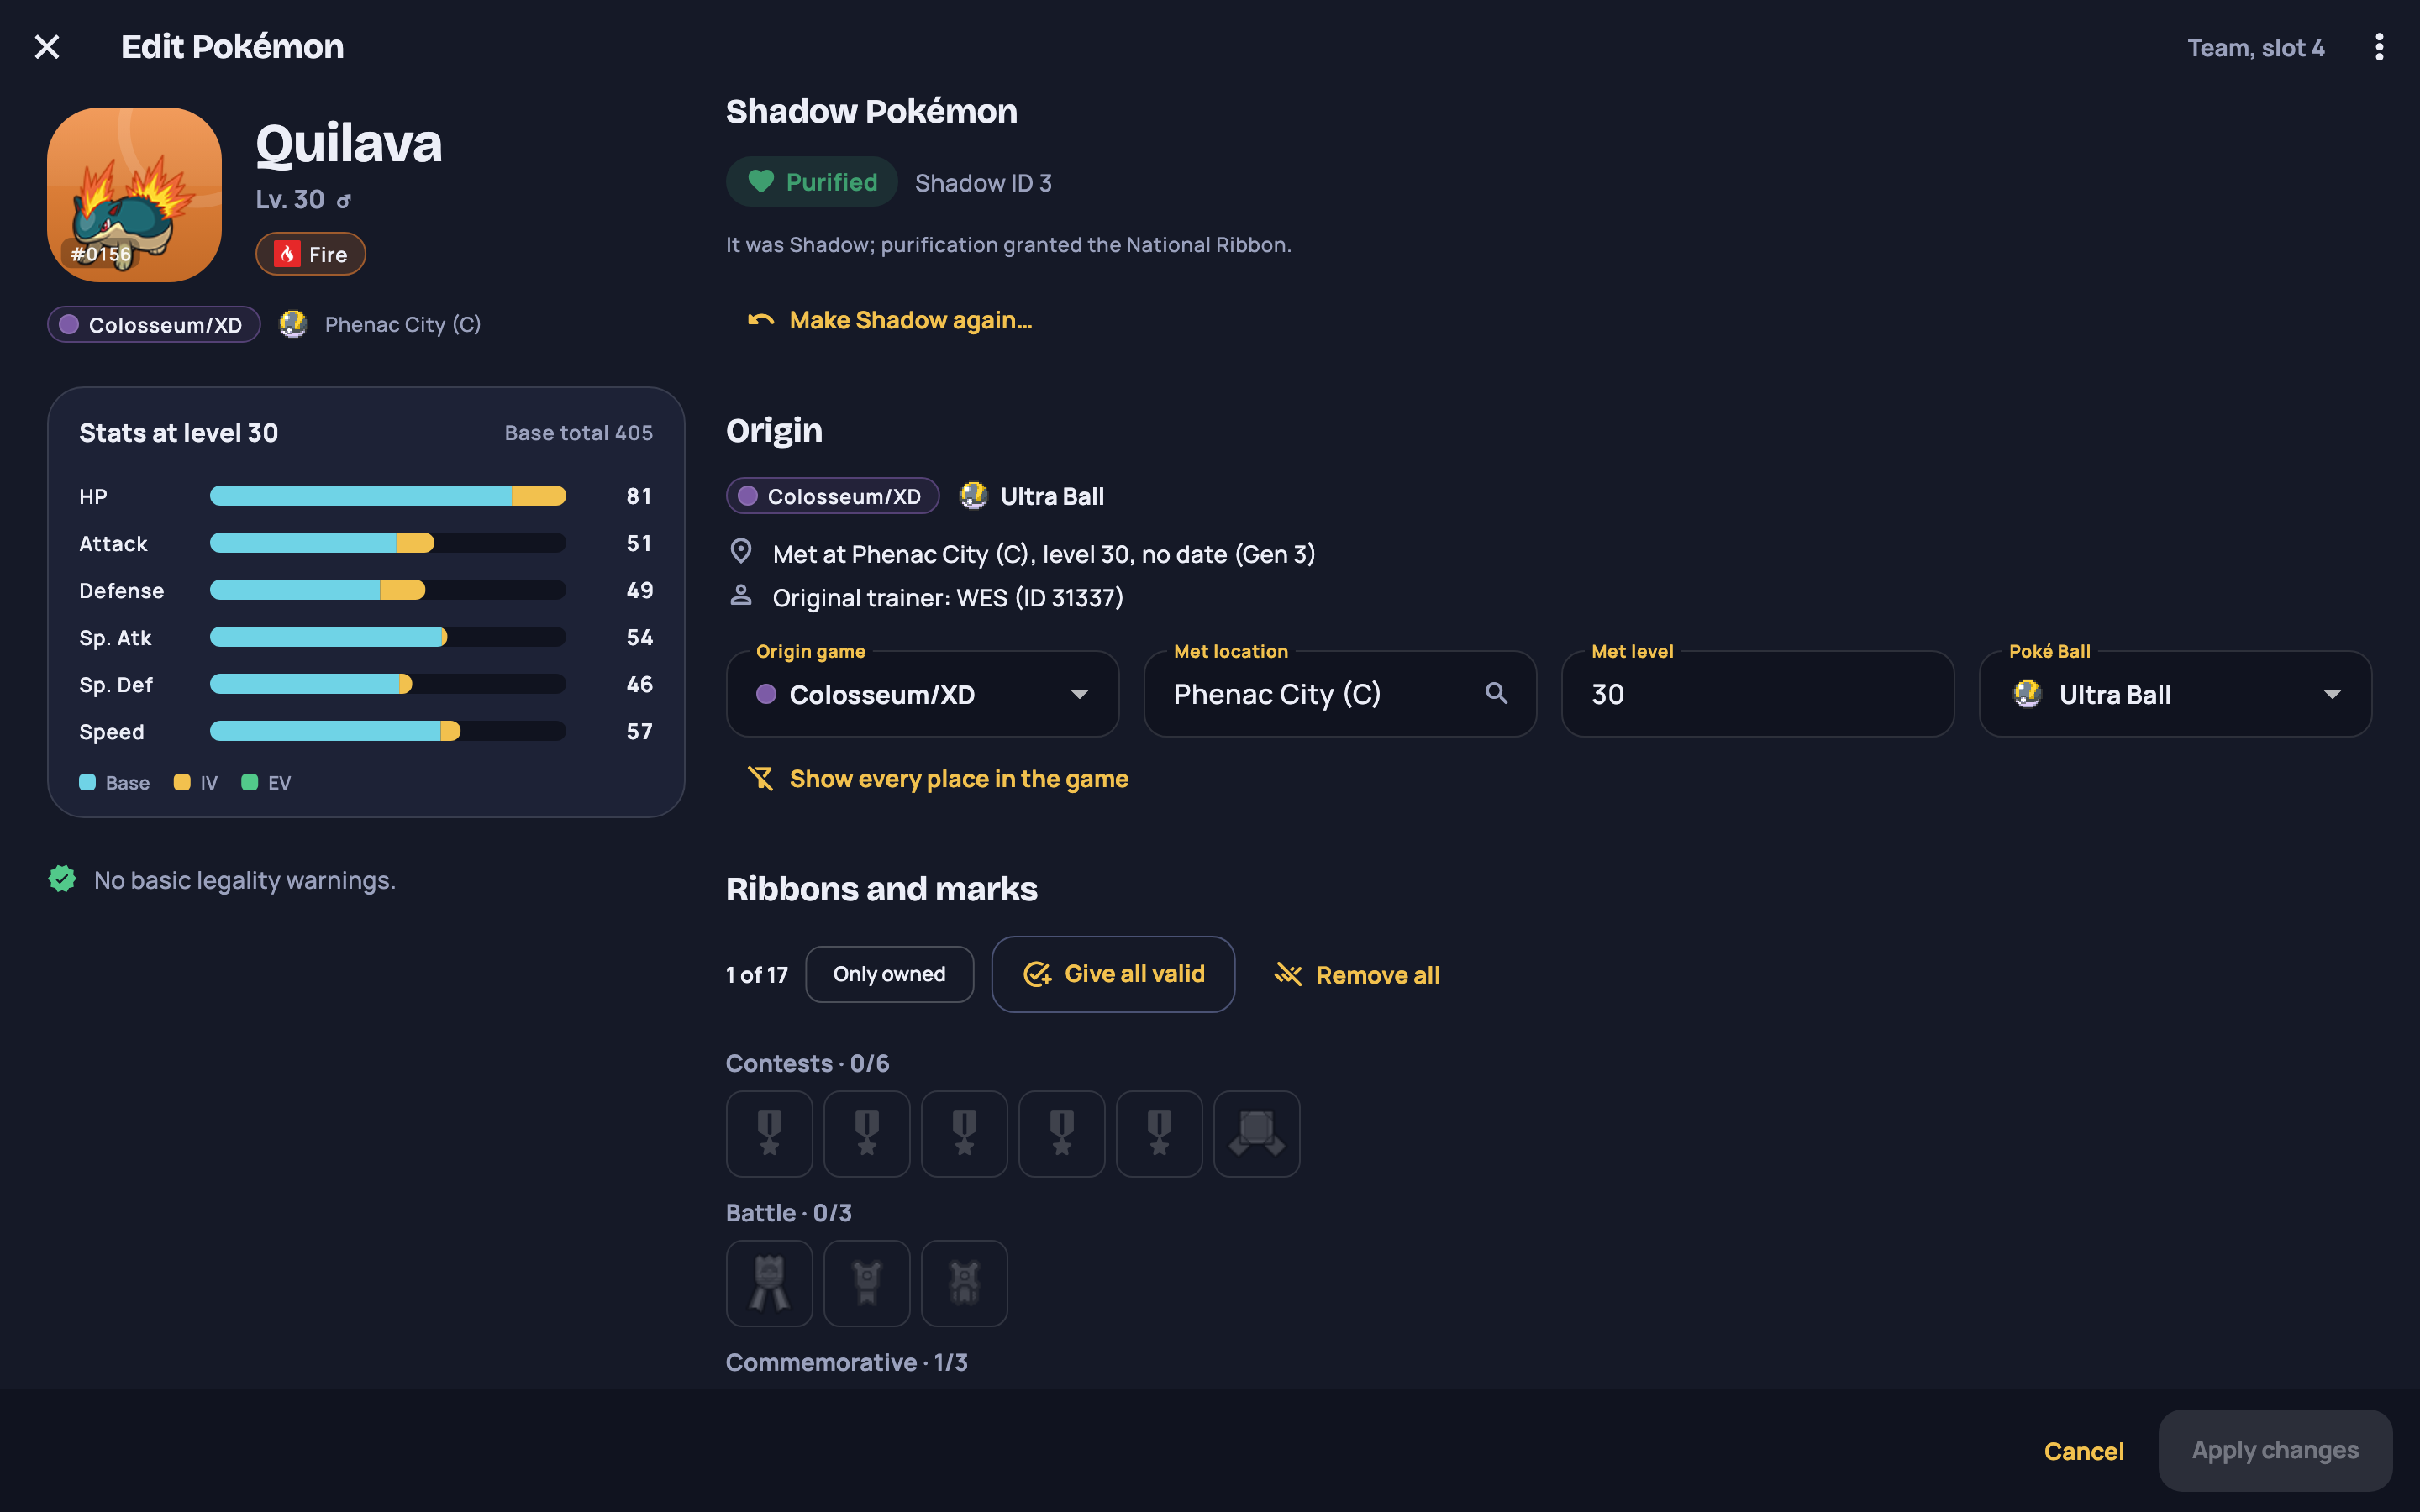 Edit Pokémon
Team, slot 4
Quilava
Lv. 30 ♂
#0156
Fire
Colosseum/XD
Phenac City (C)
Stats at level 30
Base total 405
HP 81
Attack 51
Defense 49
Sp. Atk 54
Sp. Def 46
Speed 57
Base IV EV
No basic legality warnings.
Shadow Pokémon
Purified
Shadow ID 3
It was Shadow; purification granted the National Ribbon.
Make Shadow again...
Origin
Colosseum/XD
Ultra Ball
Met at Phenac City (C), level 30, no date (Gen 3)
Original trainer: WES (ID 31337)
Origin game
Colosseum/XD
Met location
Phenac City (C)
Met level
30
Poké Ball
Ultra Ball
Show every place in the game
Ribbons and marks
1 of 17
Only owned
Give all valid
Remove all
Contests · 0/6
Battle · 0/3
Commemorative · 1/3
Cancel
Apply changes